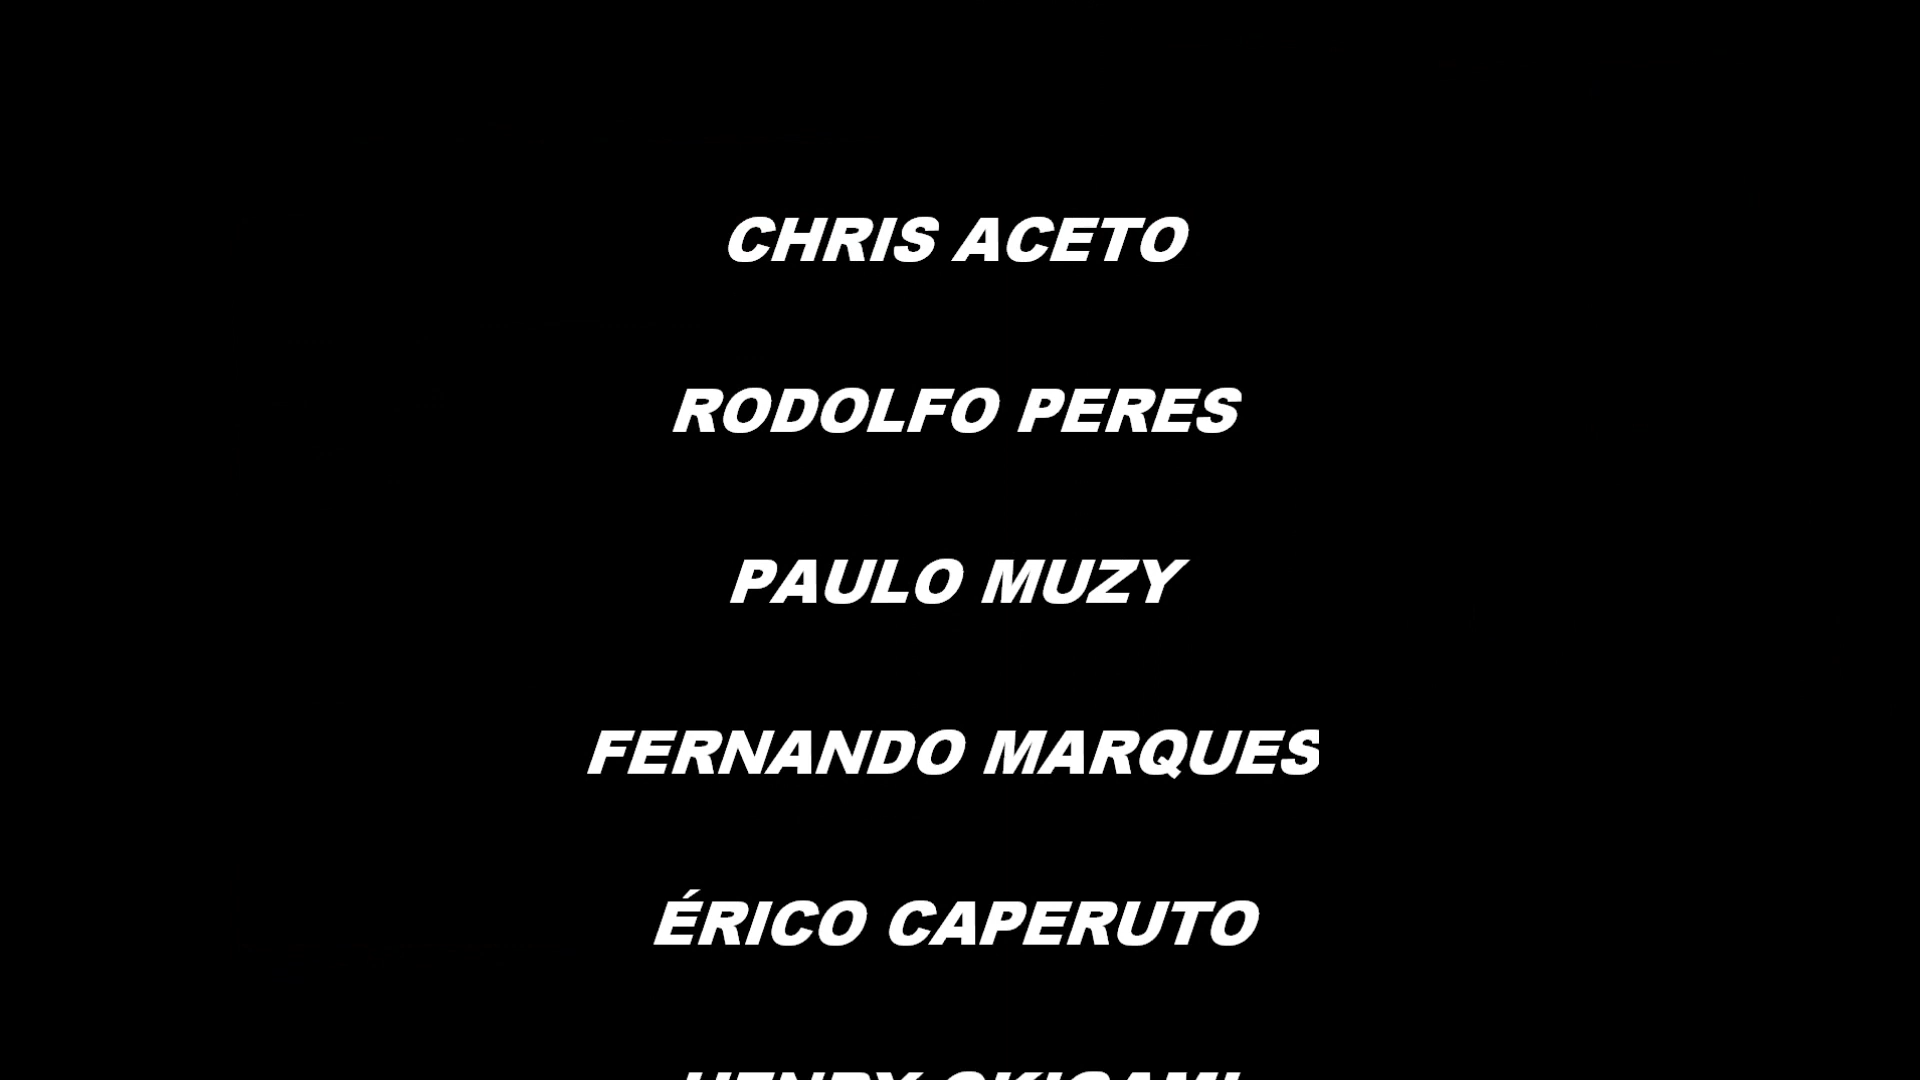 CHRIS ACETO
RODOLFO PERES
PAULO MUZY
FERNANDO MARQUES
ÉRICO CAPERUTO